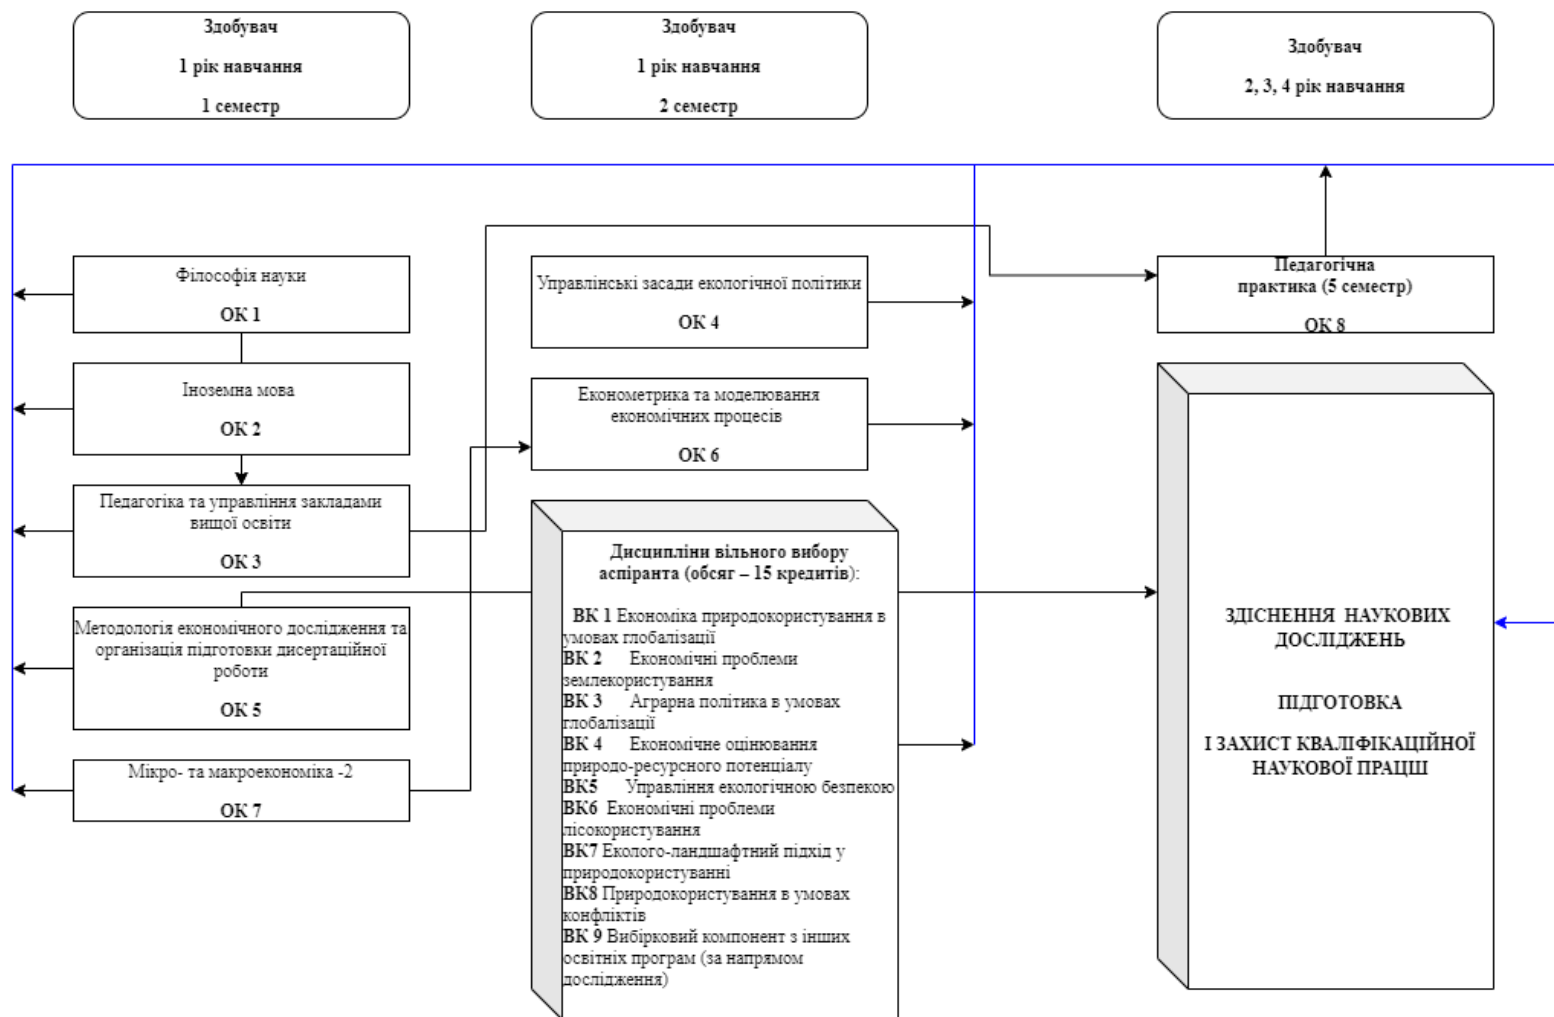 Здобувач
1 рік навчання
1 семестр
Здобувач
1 рік навчання
2 семестр
Здобувач
2, 3, 4 рік навчання
Філософія науки
ОК 1
Іноземна мова
ОК 2
Педагогіка та управління закладами
вищої освіти
ОК 3
Методологія економічного дослідження та
організація підготовки дисертаційної
роботи
ОК 5
Мікро- та макроекономіка -2
ОК 7
Управлінські засади екологічної політики
ОК 4
Економетрика та моделювання
економічних процесів
ОК 6
Дисципліни вільного вибору
аспіранта (обсяг – 15 кредитів):
ВК 1 Економіка природокористування в
умовах глобалізації
ВК 2 Економічні проблеми
землекористування
ВК 3 Аграрна політика в умовах
глобалізації
ВК 4 Економічне оцінювання
природо-ресурсного потенціалу
ВК5 Управління екологічною безпекою
ВК6 Економічні проблеми
лісокористування
ВК7 Еколого-ландшафтний підхід у
природокористуванні
ВК8 Природокористування в умовах
конфліктів
ВК 9 Вибірковий компонент з інших
освітніх програм (за напрямом
дослідження)
Педагогічна
практика (5 семестр)
ОК 8
ЗДІСНЕННЯ НАУКОВИХ
ДОСЛІДЖЕНЬ
ПІДГОТОВКА
І ЗАХИСТ КВАЛІФІКАЦІЙНОЇ
НАУКОВОЇ ПРАЦШ